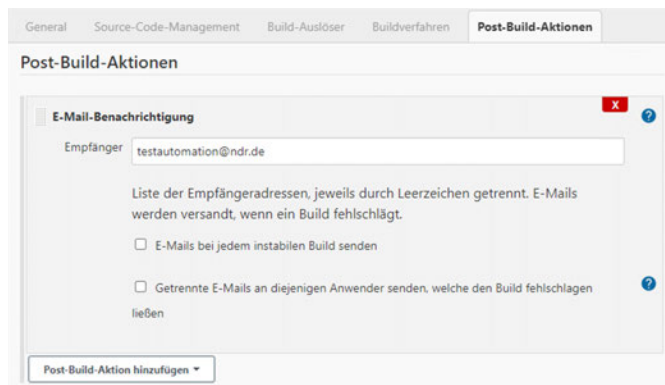 General Source-Code-Management Build-Auslöser Buildverfahren Post-Build-Aktionen
Post-Build-Aktionen
E-Mail-Benachrichtigung X ?
Empfänger testautomation@ndr.de
Liste der Empfängeradressen, jeweils durch Leerzeichen getrennt. E-Mails
werden versandt, wenn ein Build fehlschlägt.
E-Mails bei jedem instabilen Build senden
Getrennte E-Mails an diejenigen Anwender senden, welche den Build fehlschlagen ?
ließen
Post-Build-Aktion hinzufügen